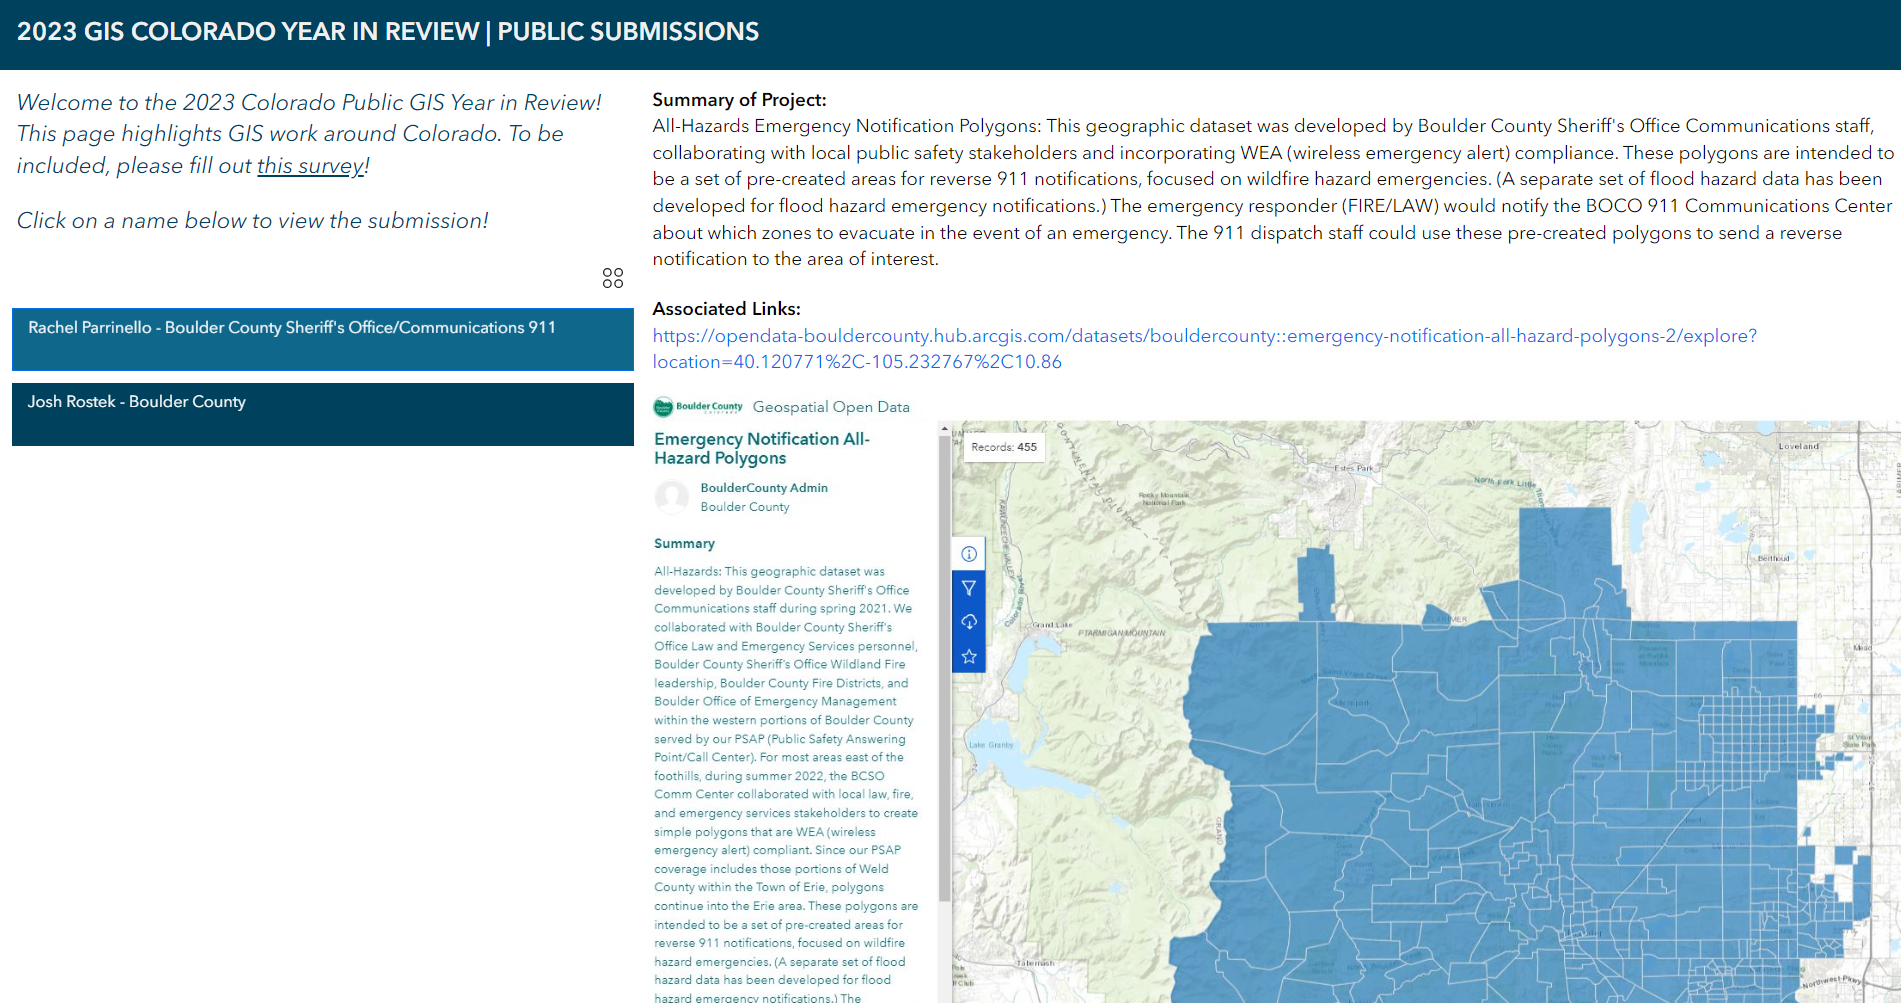 2023 GIS COLORADO YEAR IN REVIEW | PUBLIC SUBMISSIONS
Welcome to the 2023 Colorado Public GIS Year in Review!
This page highlights GIS work around Colorado. To be
included, please fill out this survey!
Click on a name below to view the submission!
Rachel Parrinello - Boulder County Sheriff's Office/Communications 911
Josh Rostek - Boulder County
Summary of Project:
All-Hazards Emergency Notification Polygons: This geographic dataset was developed by Boulder County Sheriff's Office Communications staff,
collaborating with local public safety stakeholders and incorporating WEA (wireless emergency alert) compliance. These polygons are intended to
be a set of pre-created areas for reverse 911 notifications, focused on wildfire hazard emergencies. (A separate set of flood hazard data has been
developed for flood hazard emergency notifications.) The emergency responder (FIRE/LAW) would notify the BOCO 911 Communications Center
about which zones to evacuate in the event of an emergency. The 911 dispatch staff could use these pre-created polygons to send a reverse
notification to the area of interest.
Associated Links:
https://opendata-bouldercounty.hub.arcgis.com/datasets/bouldercounty::emergency-notification-all-hazard-polygons-2/explore?
location=40.120771%2C-105.232767%2C10.86
Boulder County Geospatial Open Data
Emergency Notification All-
Hazard Polygons
BoulderCounty Admin
Boulder County
Summary
All-Hazards: This geographic dataset was
developed by Boulder County Sheriff's Office
Communications staff during spring 2021. We
collaborated with Boulder County Sheriff's
Office Law and Emergency Services personnel,
Boulder County Sheriff's Office Wildland Fire
leadership, Boulder County Fire Districts, and
Boulder Office of Emergency Management
within the western portions of Boulder County
served by our PSAP (Public Safety Answering
Point/Call Center). For most areas east of the
foothills, during summer 2022, the BCSO
Comm Center collaborated with local law, fire,
and emergency services stakeholders to create
simple polygons that are WEA (wireless
emergency alert) compliant. Since our PSAP
coverage includes those portions of Weld
County within the Town of Erie, polygons
continue into the Erie area. These polygons are
intended to be a set of pre-created areas for
reverse 911 notifications, focused on wildfire
hazard emergencies. (A separate set of flood
hazard data has been developed for flood
hazard emergency notifications.) The
Records: 455
Loveland
Estes Park
Rocky Mountain
National Park
North Fork Little
Berthoud
Grand Lake
PTARMIGAN MOUNTAIN
LARIMER
Mead
Lake Granby
St Vrain
State Park
GRAND
Tabernash
Northwest Pkwy